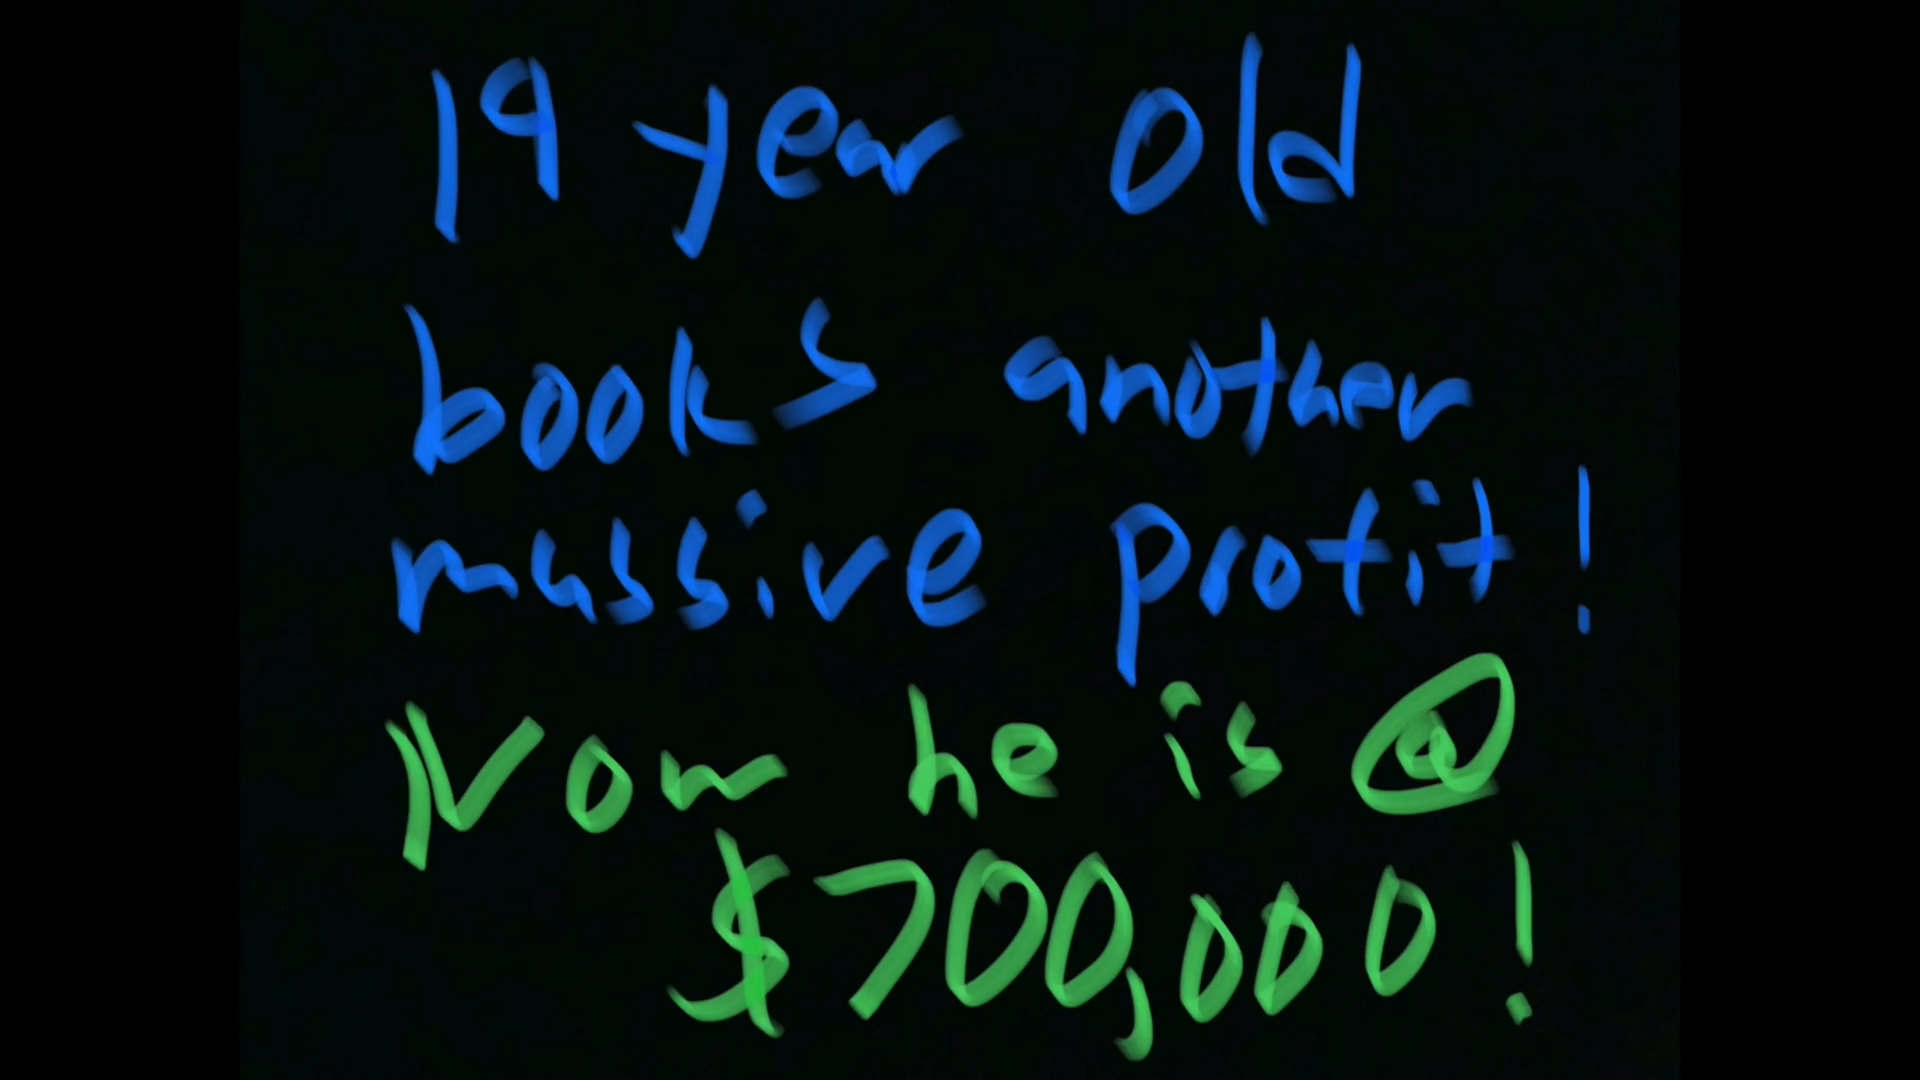 19 year old
books another
massive profit!
Now he is @
$700,000!